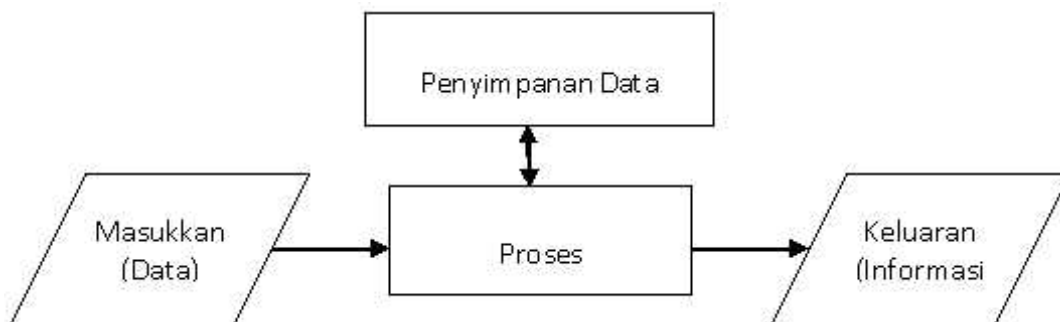 Penyimpanan Data
Masukkan
(Data)
Proses
Keluaran
(Informasi